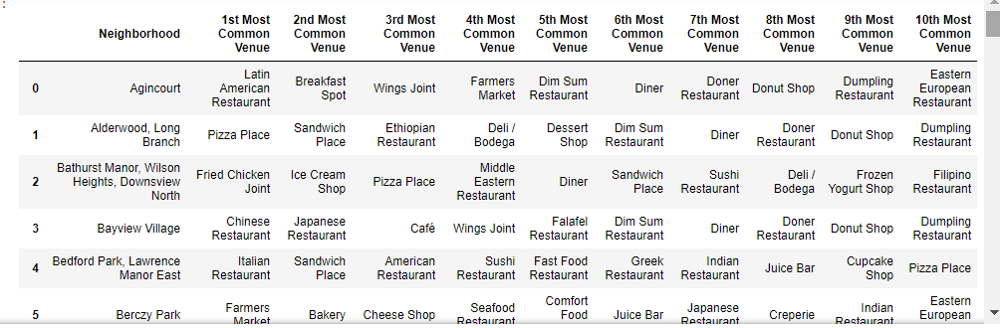 Neighborhood 1st Most Common Venue 2nd Most Common Venue 3rd Most Common Venue 4th Most Common Venue 5th Most Common Venue 6th Most Common Venue 7th Most Common Venue 8th Most Common Venue 9th Most Common Venue 10th Most Common Venue
0 Agincourt Latin American Restaurant Breakfast Spot Wings Joint Farmers Market Dim Sum Restaurant Diner Doner Restaurant Donut Shop Dumpling Restaurant Eastern European Restaurant
1 Alderwood, Long Branch Pizza Place Sandwich Place Ethiopian Restaurant Deli / Bodega Dessert Shop Dim Sum Restaurant Diner Doner Restaurant Donut Shop Dumpling Restaurant
2 Bathurst Manor, Wilson Heights, Downsview North Fried Chicken Joint Ice Cream Shop Pizza Place Middle Eastern Restaurant Diner Sandwich Place Sushi Restaurant Deli / Bodega Frozen Yogurt Shop Filipino Restaurant
3 Bayview Village Chinese Restaurant Japanese Restaurant Café Wings Joint Falafel Restaurant Dim Sum Restaurant Diner Doner Restaurant Donut Shop Dumpling Restaurant
4 Bedford Park, Lawrence Manor East Italian Restaurant Sandwich Place American Restaurant Sushi Restaurant Fast Food Restaurant Greek Restaurant Indian Restaurant Juice Bar Cupcake Shop Pizza Place
5 Berczy Park Farmers Market Bakery Cheese Shop Seafood Restaurant Comfort Food Juice Bar Japanese Restaurant Creperie Indian Restaurant Eastern European